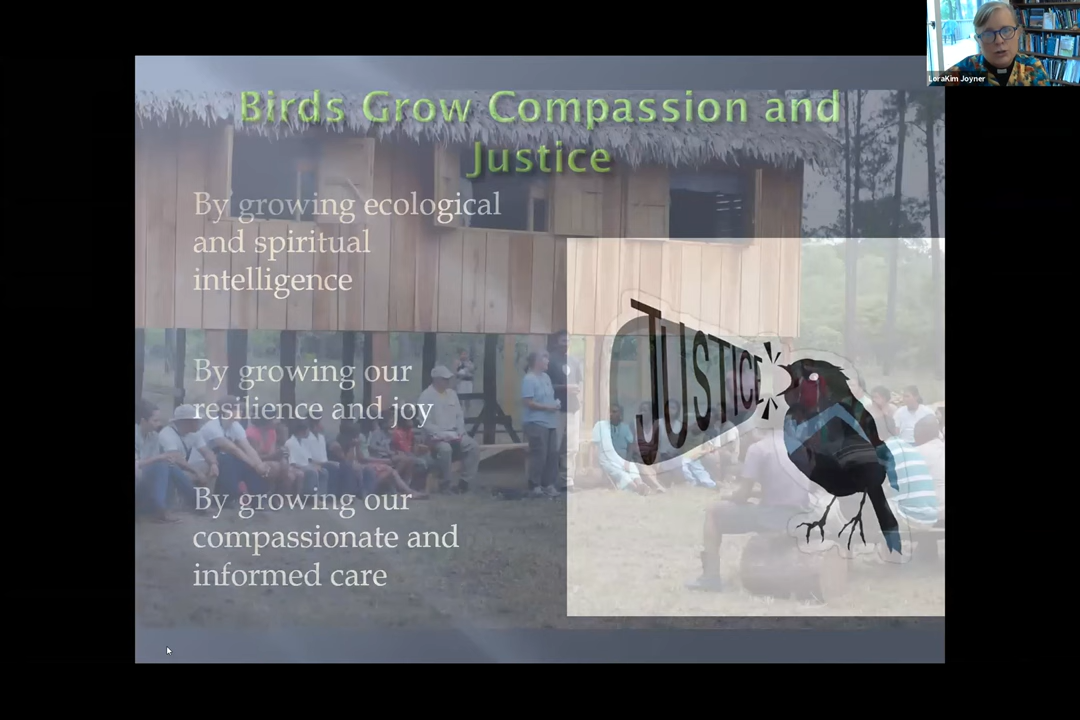 LoraKim Joyner
Birds Grow Compassion and
Justice
By growing ecological
and spiritual
intelligence
By growing our
resilience and joy
By growing our
compassionate and
informed care
JUSTICE